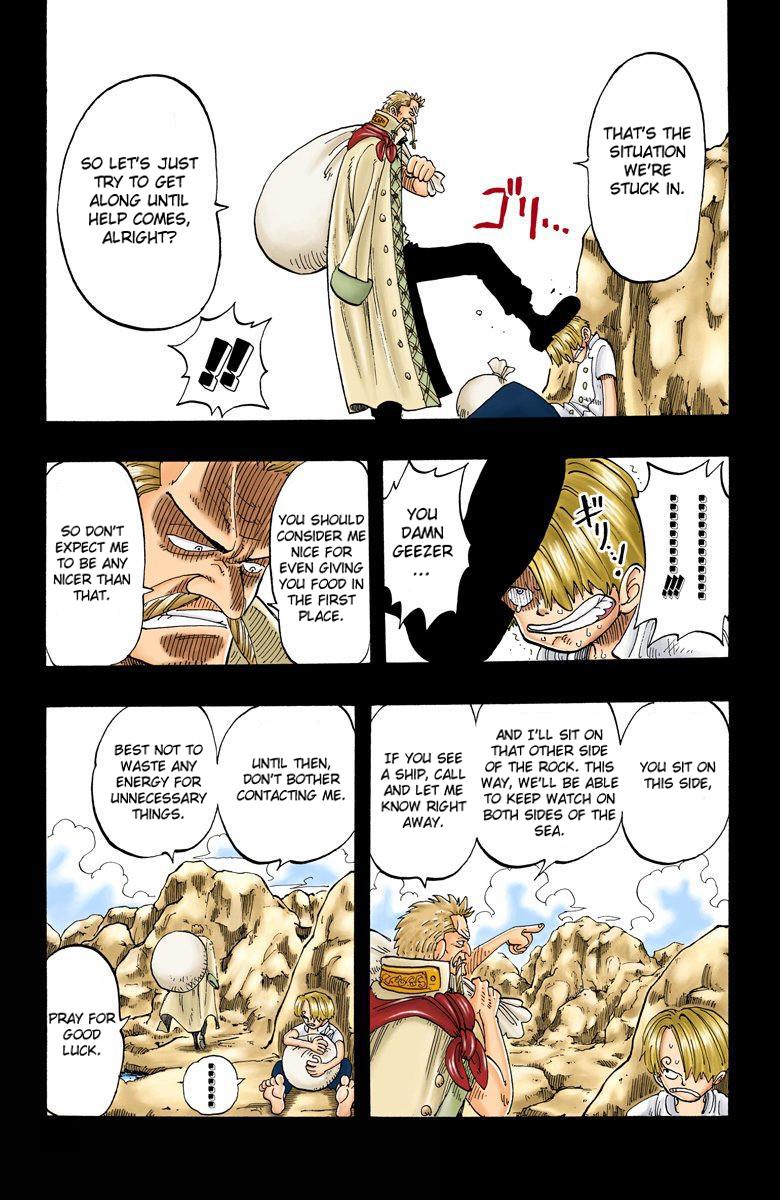 THAT'S THE
SITUATION
WE'RE
STUCK IN.
ゴリ...
SO LET'S JUST
TRY TO GET
ALONG UNTIL
HELP COMES,
ALRIGHT?
!!
......!!!
ギリ...!
YOU
DAMN
GEEZER
...
YOU SHOULD
CONSIDER ME
NICE FOR
EVEN GIVING
YOU FOOD IN
THE FIRST
PLACE.
SO DON'T
EXPECT ME
TO BE ANY
NICER THAN
THAT.
YOU SIT ON
THIS SIDE,
AND I'LL SIT ON
THAT OTHER SIDE
OF THE ROCK. THIS
WAY, WE'LL BE ABLE
TO KEEP WATCH ON
BOTH SIDES OF THE
SEA.
IF YOU SEE
A SHIP, CALL
AND LET ME
KNOW RIGHT
AWAY.
UNTIL THEN,
DON'T BOTHER
CONTACTING ME.
BEST NOT TO
WASTE ANY
ENERGY FOR
UNNECESSARY
THINGS.
PRAY FOR
GOOD
LUCK.
......